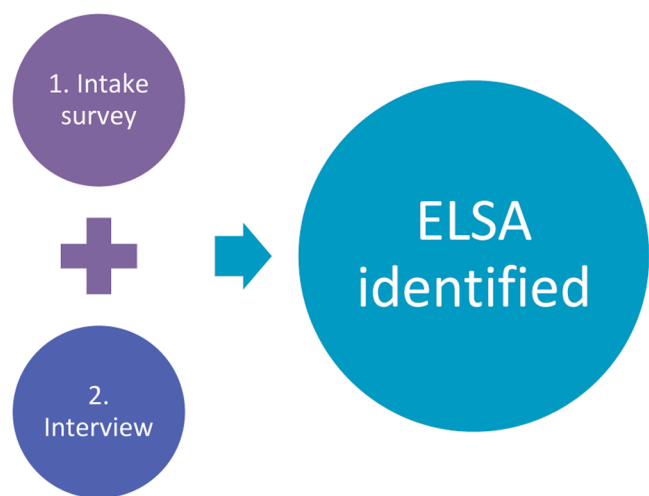 1. Intake
survey
2.
Interview
ELSA
identified